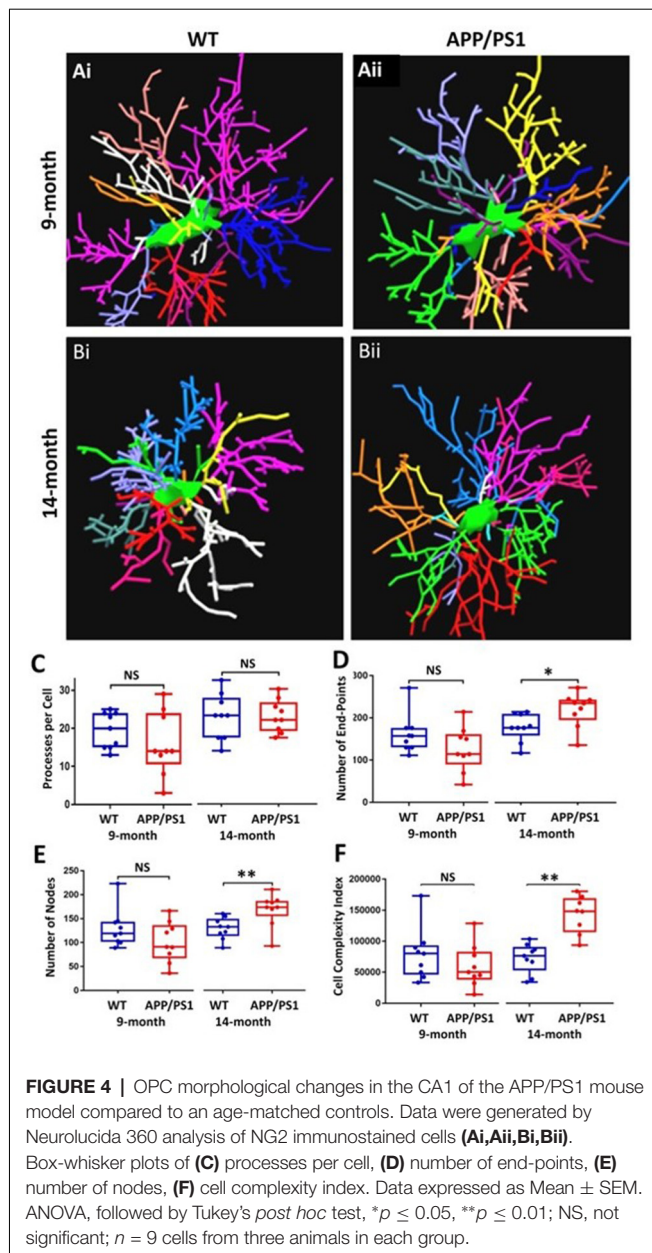 WT APP/PS1
Ai Aii
9-month
Bi Bii
14-month
C
Processes per Cell
30
20
10
0
NS NS
WT APP/PS1 WT APP/PS1
9-month 14-month
D
Number of End-Points
300
200
100
0
NS *
WT APP/PS1 WT APP/PS1
9-month 14-month
E
Number of Nodes
250
200
150
100
50
0
NS **
WT APP/PS1 WT APP/PS1
9-month 14-month
F
Cell Complexity Index
200000
150000
100000
50000
0
NS **
WT APP/PS1 WT APP/PS1
9-month 14-month
FIGURE 4 | OPC morphological changes in the CA1 of the APP/PS1 mouse
model compared to an age-matched controls. Data were generated by
Neurolucida 360 analysis of NG2 immunostained cells (Ai,Aii,Bi,Bii).
Box-whisker plots of (C) processes per cell, (D) number of end-points, (E)
number of nodes, (F) cell complexity index. Data expressed as Mean ± SEM.
ANOVA, followed by Tukey's post hoc test, *p ≤ 0.05, **p ≤ 0.01; NS, not
significant; n = 9 cells from three animals in each group.